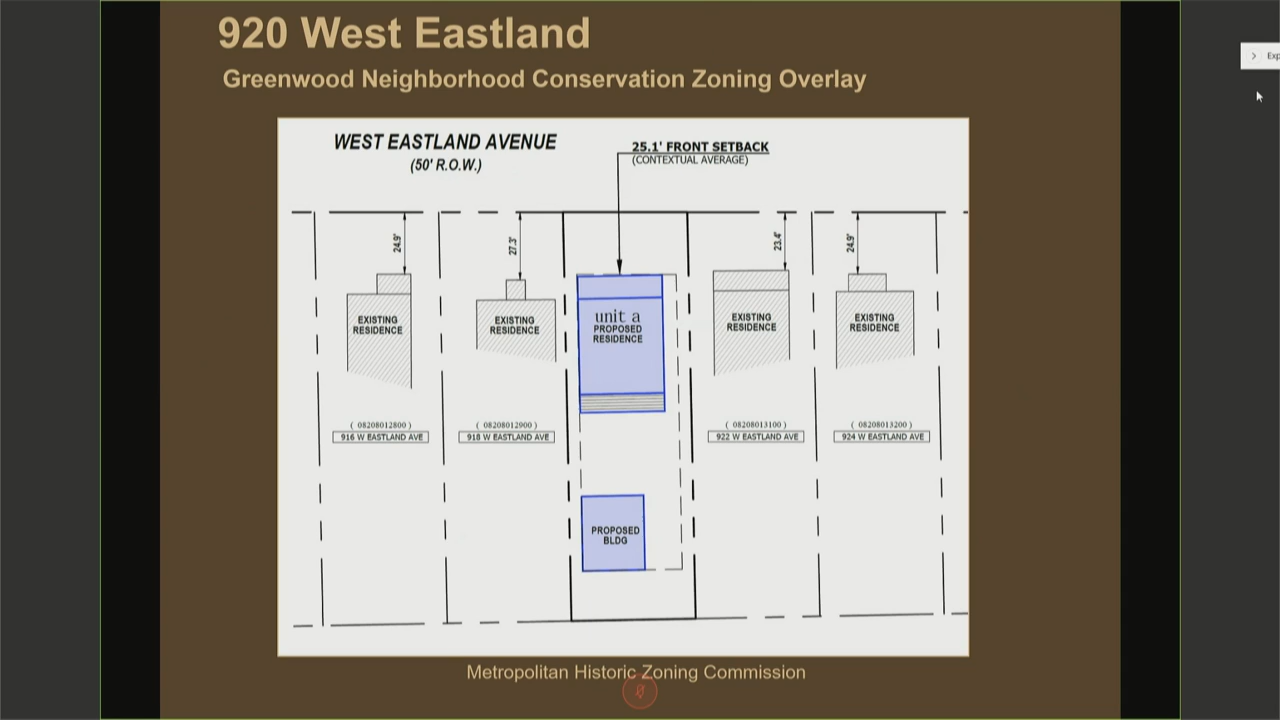 920 West Eastland
Greenwood Neighborhood Conservation Zoning Overlay
Exp
WEST EASTLAND AVENUE
(50' R.O.W.)
25.1' FRONT SETBACK
(CONTEXTUAL AVERAGE)
24.9'
27.3'
23.4'
24.9'
EXISTING
RESIDENCE
EXISTING
RESIDENCE
unit a
PROPOSED
RESIDENCE
EXISTING
RESIDENCE
EXISTING
RESIDENCE
( 08208012800 )
916 W EASTLAND AVE
( 08208012900 )
918 W EASTLAND AVE
( 08208013100 )
922 W EASTLAND AVE
( 08208013200 )
924 W EASTLAND AVE
PROPOSED
BLDG
Metropolitan Historic Zoning Commission